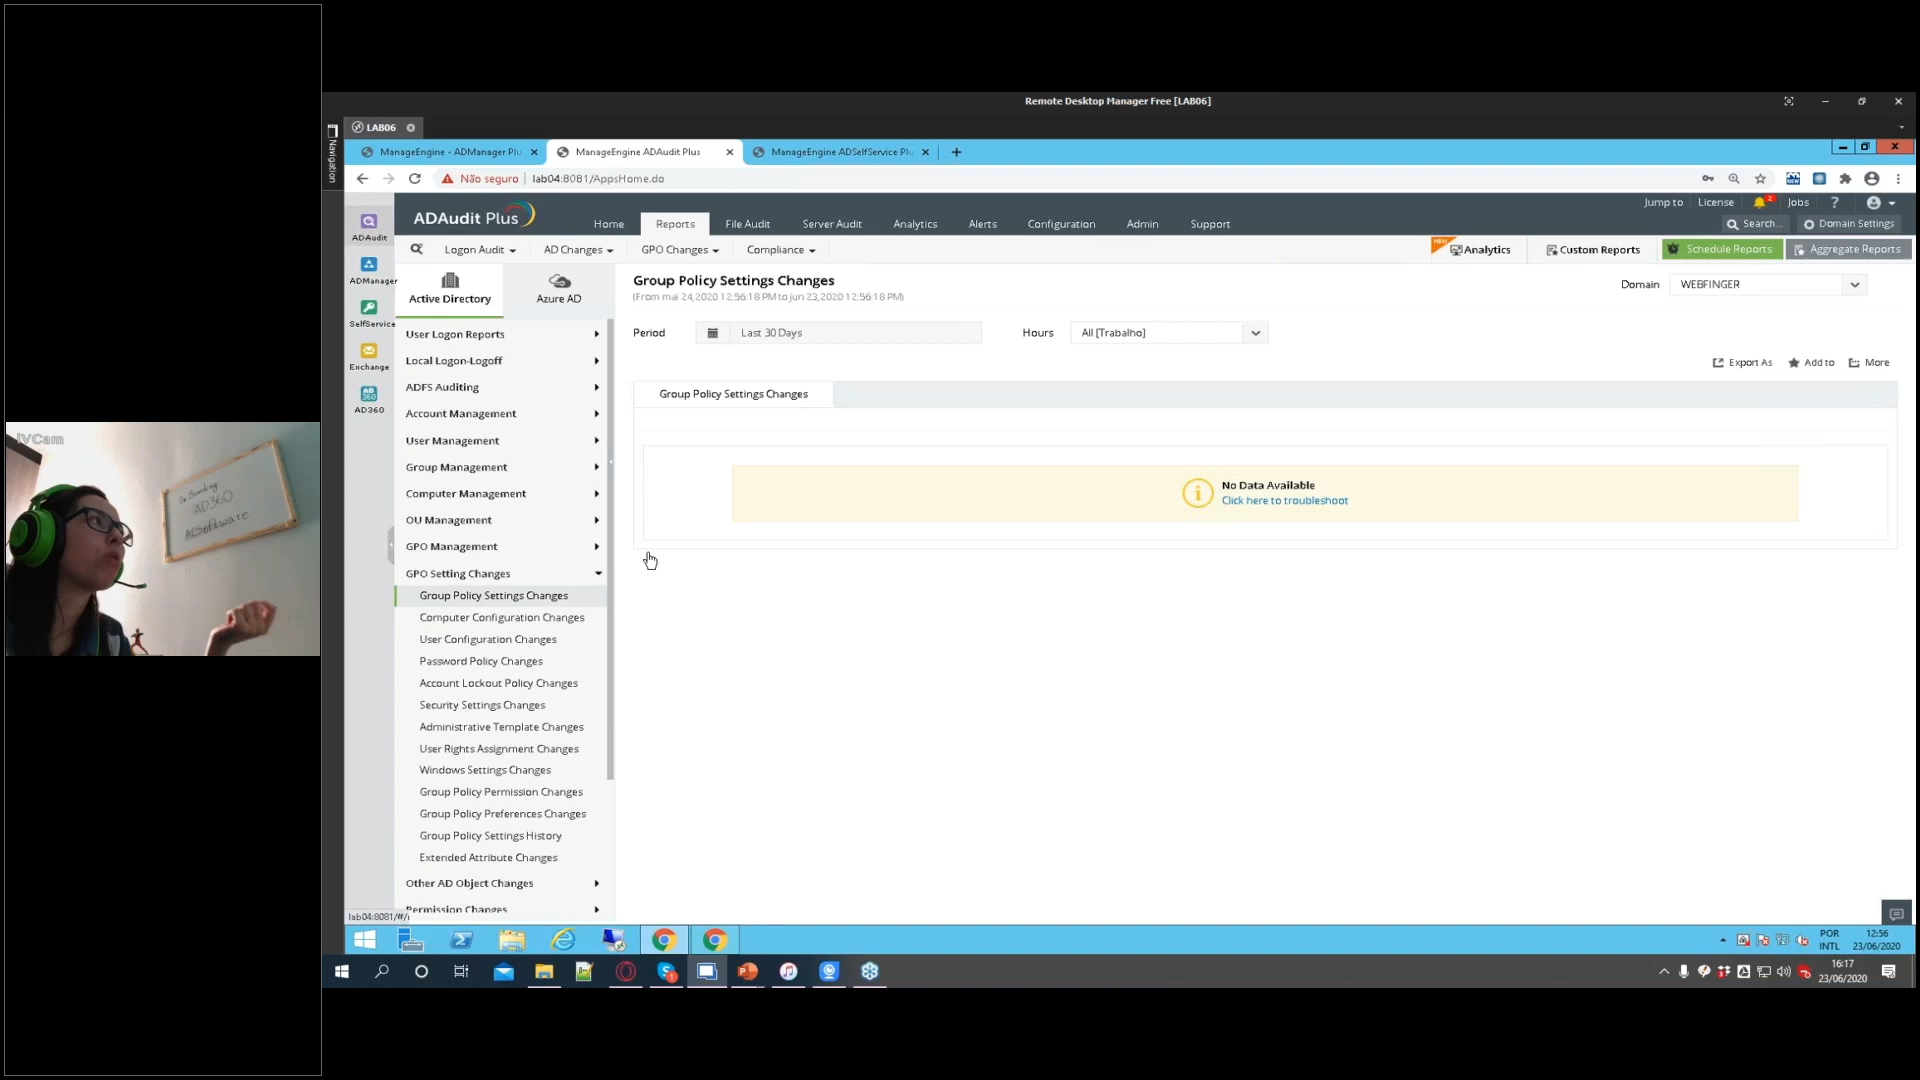 Remote Desktop Manager Free [LAB06]
LAB06
Navigation
ManageEngine - ADManager Plu
ManageEngine ADAudit Plus
ManageEngine ADSelfService Plu
Não seguro
lab04:8081/AppsHome.do
ADAudit
ADManager
SelfService
Exchange
AD360
ADAudit Plus
Home
Reports
File Audit
Server Audit
Analytics
Alerts
Configuration
Admin
Support
Jump to
License
2
Jobs
?
Search...
Domain Settings
Logon Audit
AD Changes
GPO Changes
Compliance
NEW
Analytics
Custom Reports
Schedule Reports
Aggregate Reports
Active Directory
Azure AD
User Logon Reports
Local Logon-Logoff
ADFS Auditing
Account Management
User Management
Group Management
Computer Management
OU Management
GPO Management
GPO Setting Changes
Group Policy Settings Changes
Computer Configuration Changes
User Configuration Changes
Password Policy Changes
Account Lockout Policy Changes
Security Settings Changes
Administrative Template Changes
User Rights Assignment Changes
Windows Settings Changes
Group Policy Permission Changes
Group Policy Preferences Changes
Group Policy Settings History
Extended Attribute Changes
Other AD Object Changes
Permission Changes
lab04:8081/#/
Group Policy Settings Changes
(From mai 24,2020 12:56:18 PM to jun 23,2020 12:56:18 PM)
Domain
WEBFINGER
Period
Last 30 Days
Hours
All [Trabalho]
Export As
Add to
More
Group Policy Settings Changes
No Data Available
Click here to troubleshoot
iVCam
On Boarding
AD360
ACSoftware
POR
INTL
12:56
23/06/2020
16:17
23/06/2020